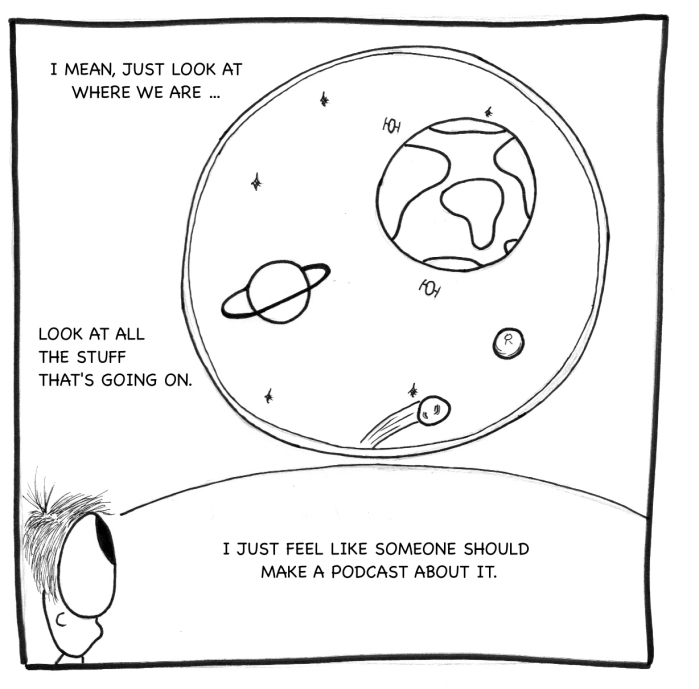 I MEAN, JUST LOOK AT
WHERE WE ARE ...
LOOK AT ALL
THE STUFF
THAT'S GOING ON.
I JUST FEEL LIKE SOMEONE SHOULD
MAKE A PODCAST ABOUT IT.